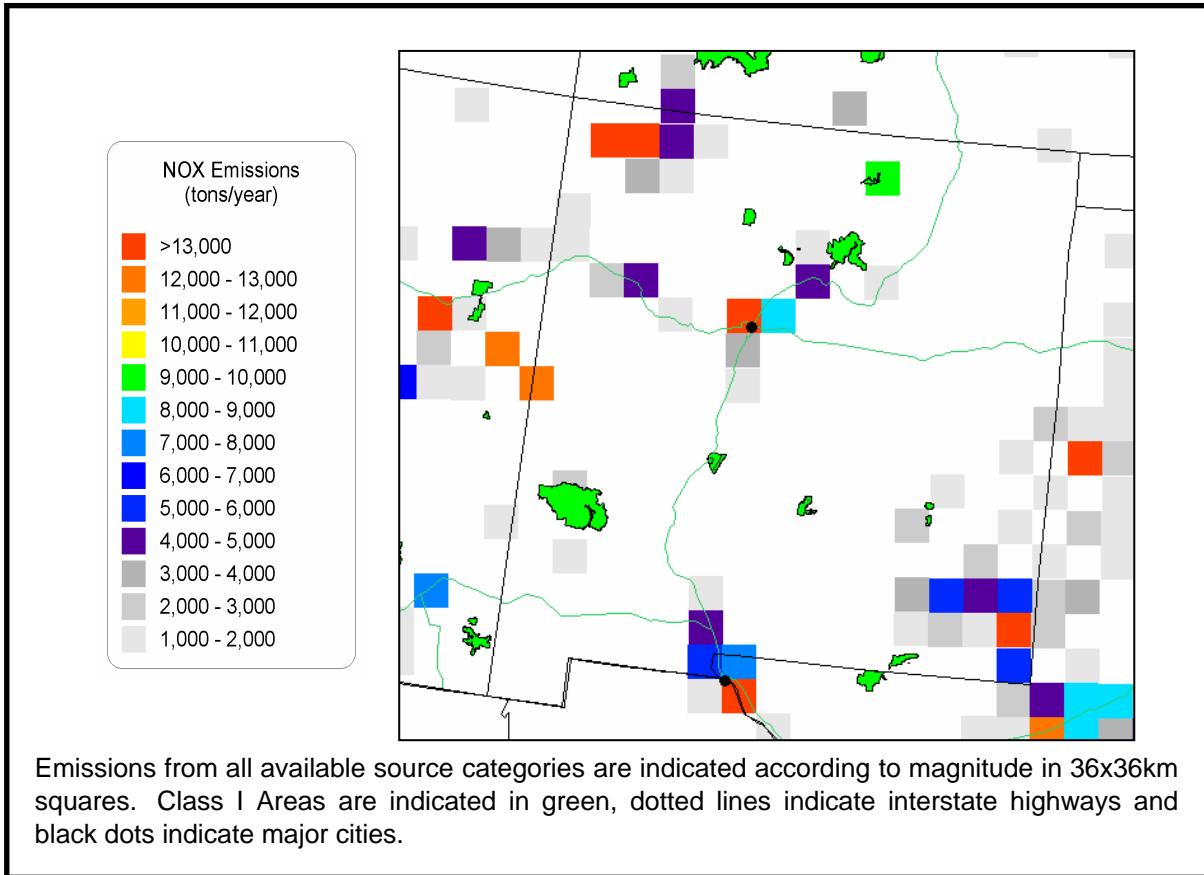 NOX Emissions
(tons/year)
>13,000
12,000 - 13,000
11,000 - 12,000
10,000 - 11,000
9,000 - 10,000
8,000 - 9,000
7,000 - 8,000
6,000 - 7,000
5,000 - 6,000
4,000 - 5,000
3,000 - 4,000
2,000 - 3,000
1,000 - 2,000
Emissions from all available source categories are indicated according to magnitude in 36x36km
squares. Class I Areas are indicated in green, dotted lines indicate interstate highways and
black dots indicate major cities.